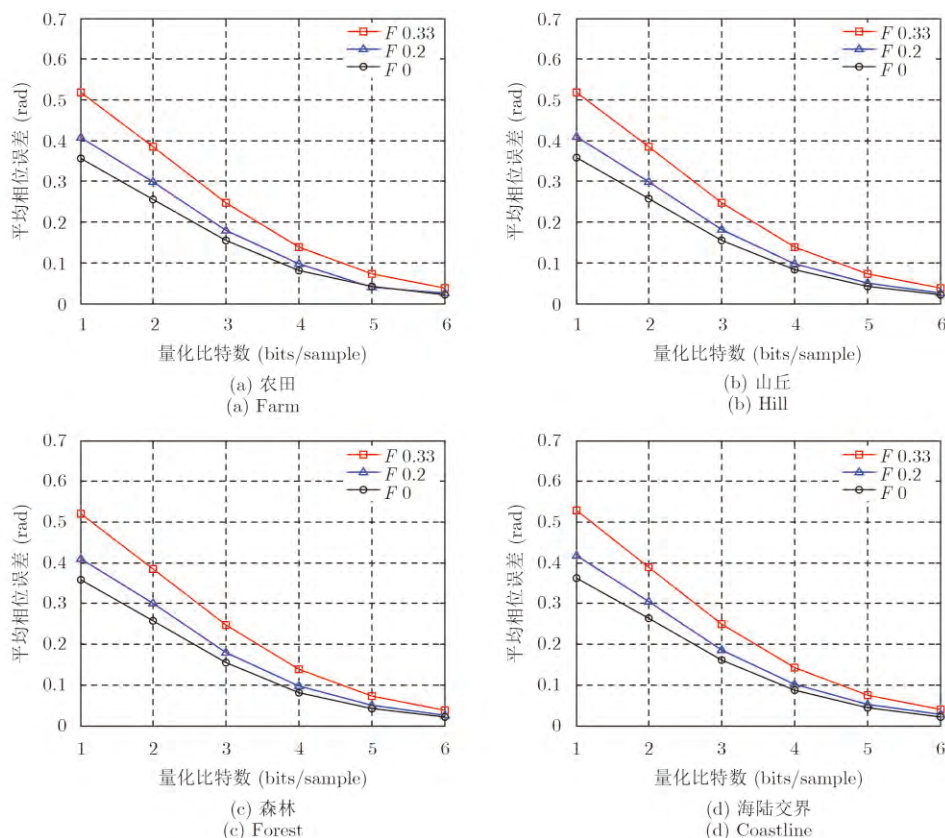 0.7
0.6
0.5
0.4
0.3
0.2
0.1
0
平均相位误差 (rad)
F 0.33
F 0.2
F 0
1 2 3 4 5 6
量化比特数 (bits/sample)
(a) 农田
(a) Farm
0.7
0.6
0.5
0.4
0.3
0.2
0.1
0
平均相位误差 (rad)
F 0.33
F 0.2
F 0
1 2 3 4 5 6
量化比特数 (bits/sample)
(b) 山丘
(b) Hill
0.7
0.6
0.5
0.4
0.3
0.2
0.1
0
平均相位误差 (rad)
F 0.33
F 0.2
F 0
1 2 3 4 5 6
量化比特数 (bits/sample)
(c) 森林
(c) Forest
0.7
0.6
0.5
0.4
0.3
0.2
0.1
0
平均相位误差 (rad)
F 0.33
F 0.2
F 0
1 2 3 4 5 6
量化比特数 (bits/sample)
(d) 海陆交界
(d) Coastline